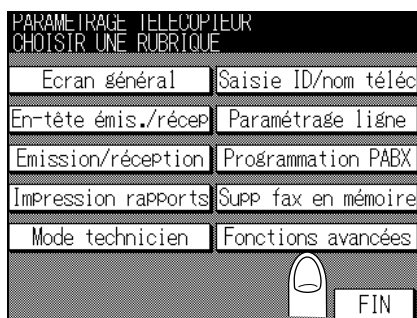 PARAMETRAGE TELECOPIEUR
CHOISIR UNE RUBRIQUE
Ecran général Saisie ID/nom téléc
En-tête émis./récep Paramétrage ligne
Emission/réception Programmation PABX
Impression rapports Supp fax en mémoire
Mode technicien Fonctions avancées
FIN